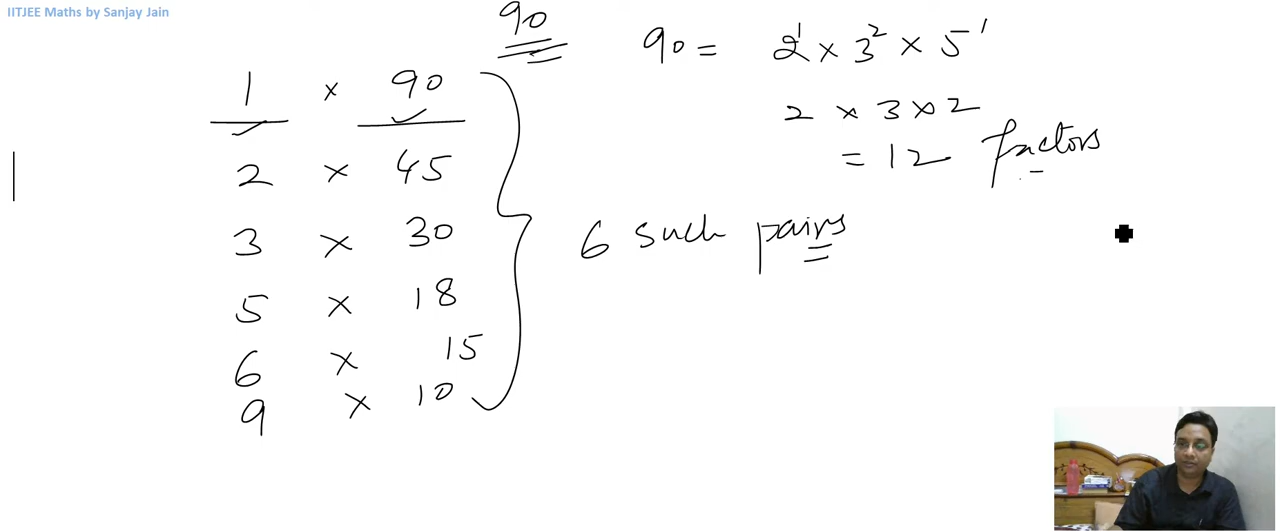 IITJEE Maths by Sanjay Jain
90
90 = 2¹ × 3² × 5¹
2 × 3 × 2
= 12 factors
1 × 90
2 × 45
3 × 30
5 × 18
6 × 15
9 × 10
6 such pairs